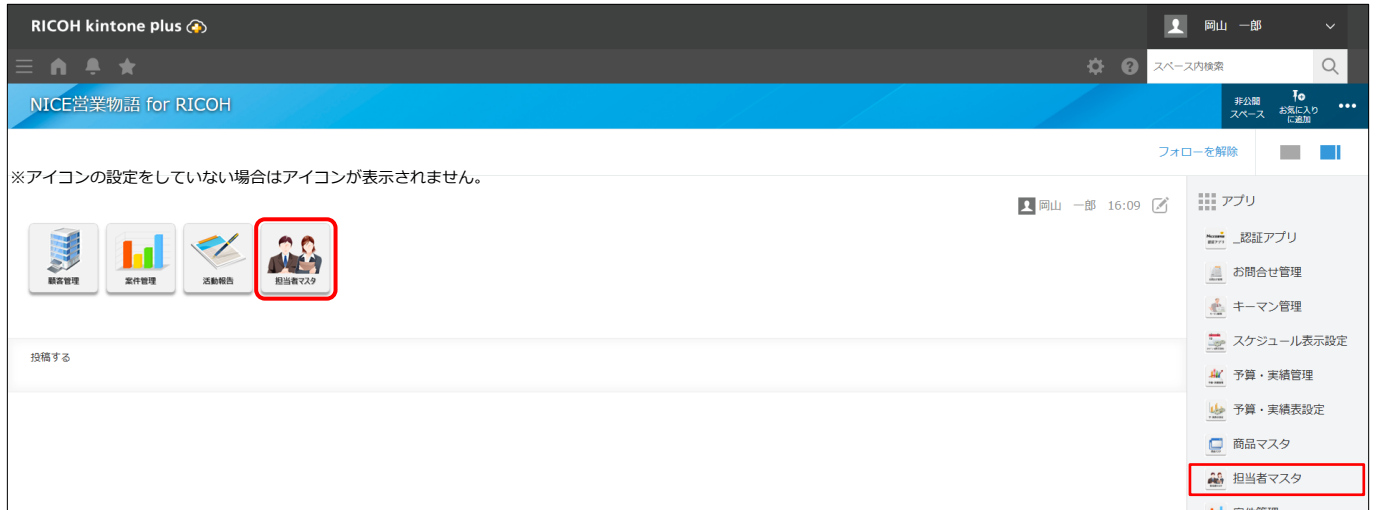 RICOH kintone plus
岡山 一郎
スペース内検索
NICE営業物語 for RICOH
非公開
スペース
お気に入り
に追加
フォローを解除
※アイコンの設定をしていない場合はアイコンが表示されません。
岡山 一郎 16:09
アプリ
顧客管理
案件管理
活動報告
担当者マスタ
_認証アプリ
お問合せ管理
キーマン管理
スケジュール表示設定
投稿する
予算・実績管理
予算・実績表設定
商品マスタ
担当者マスタ